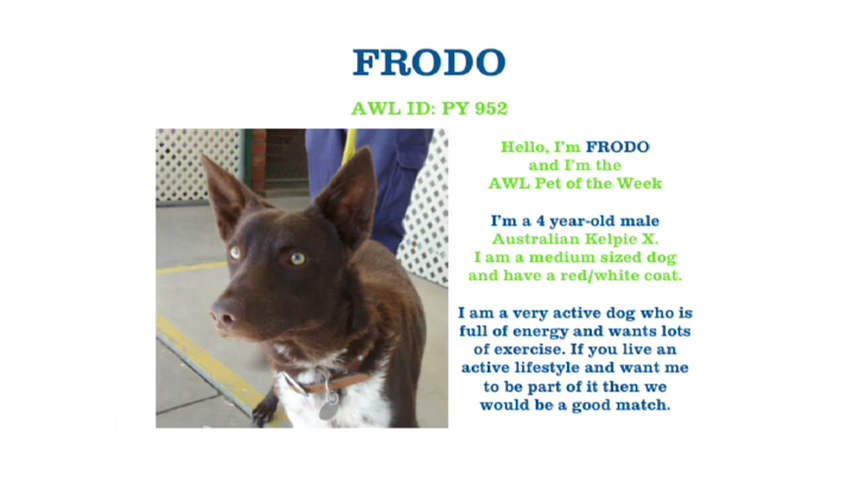 FRODO
AWL ID: PY 952
Hello, I'm FRODO
and I'm the
AWL Pet of the Week
I'm a 4 year-old male
Australian Kelpie X.
I am a medium sized dog
and have a red/white coat.
I am a very active dog who is
full of energy and wants lots
of exercise. If you live an
active lifestyle and want me
to be part of it then we
would be a good match.